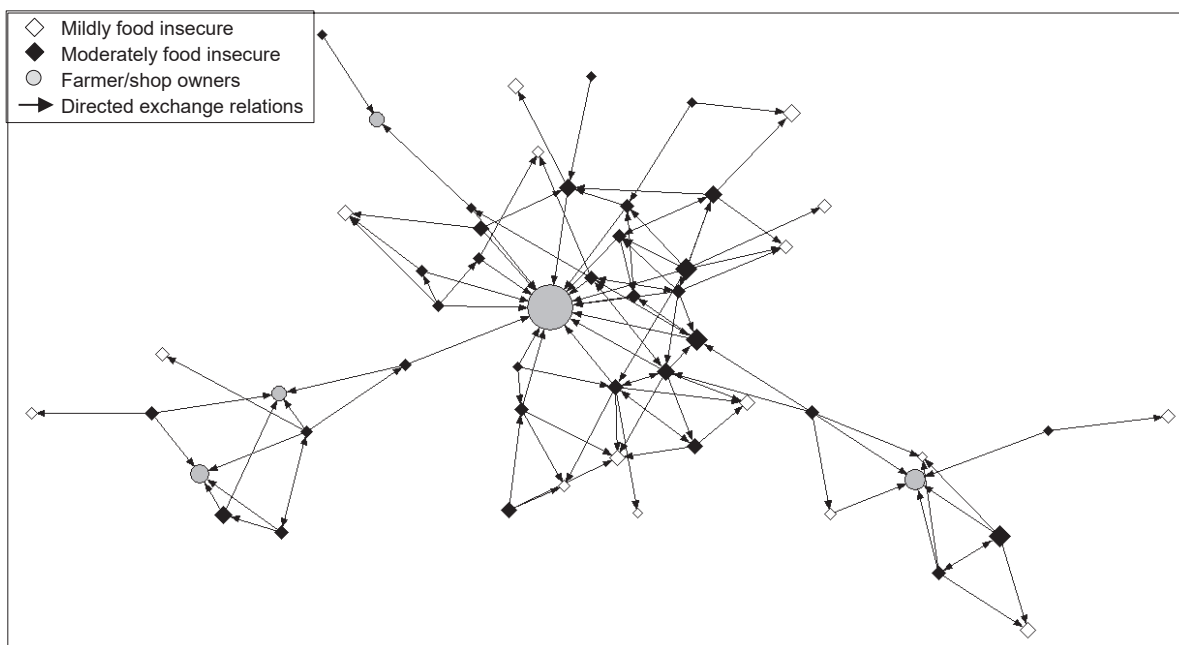 Mildly food insecure
Moderately food insecure
Farmer/shop owners
Directed exchange relations